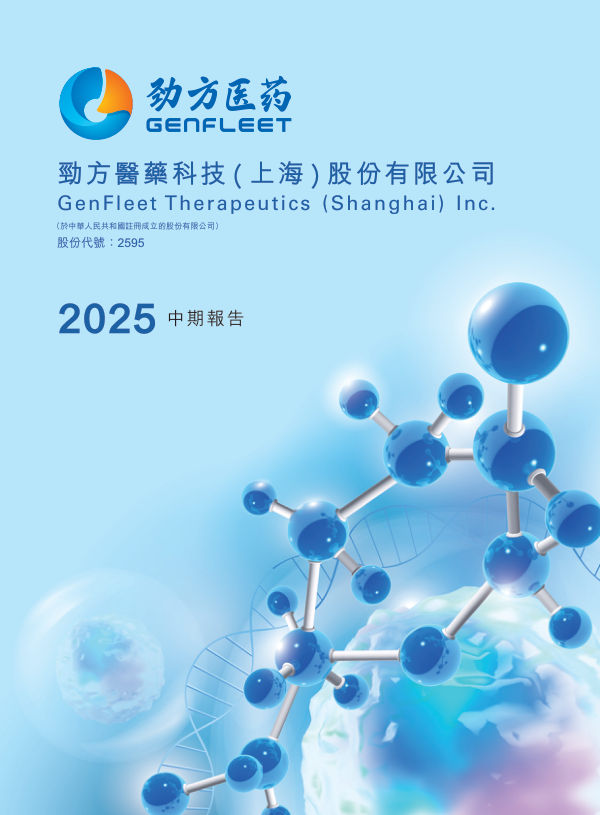 劲方医药
GENFLEET
勁方醫藥科技(上海)股份有限公司
GenFleet Therapeutics (Shanghai) Inc.
（於中華人民共和國註冊成立的股份有限公司）
股份代號：2595
2025 中期報告